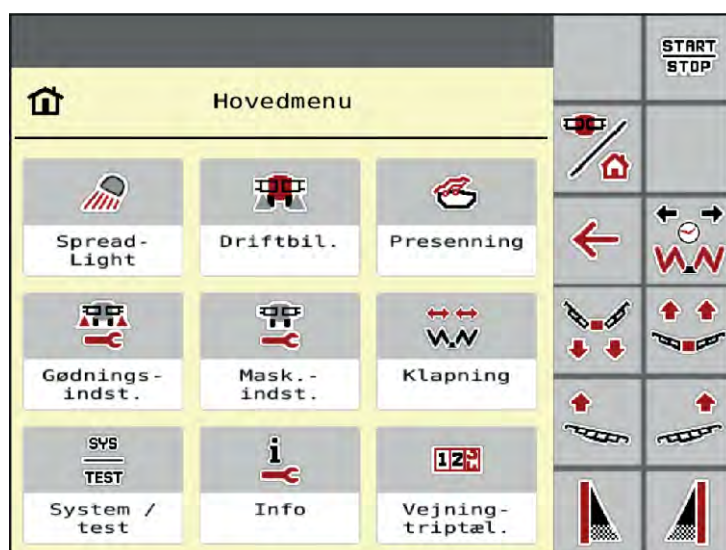 START
STOP
Hovedmenu
Spread-
Light
Driftbil.
Presenning
Gødnings-
indst.
Mask.-
indst.
Klapning
SYS
TEST
System /
test
i
Info
12
Vejning-
triptæl.